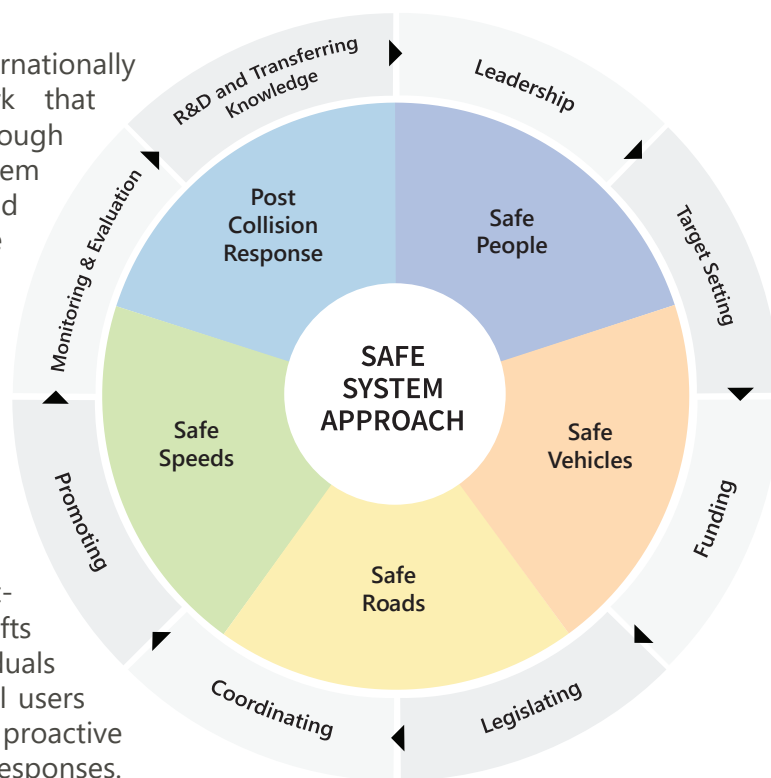 rnationally
k that
ough
em
d
fts
duals
l users
proactive
esponses.
R&D and Transferring
Knowledge
Leadership
Target Setting
Funding
Legislating
Coordinating
Promoting
Monitoring & Evaluation
Post
Collision
Response
Safe
People
Safe
Vehicles
Safe
Roads
Safe
Speeds
SAFE
SYSTEM
APPROACH